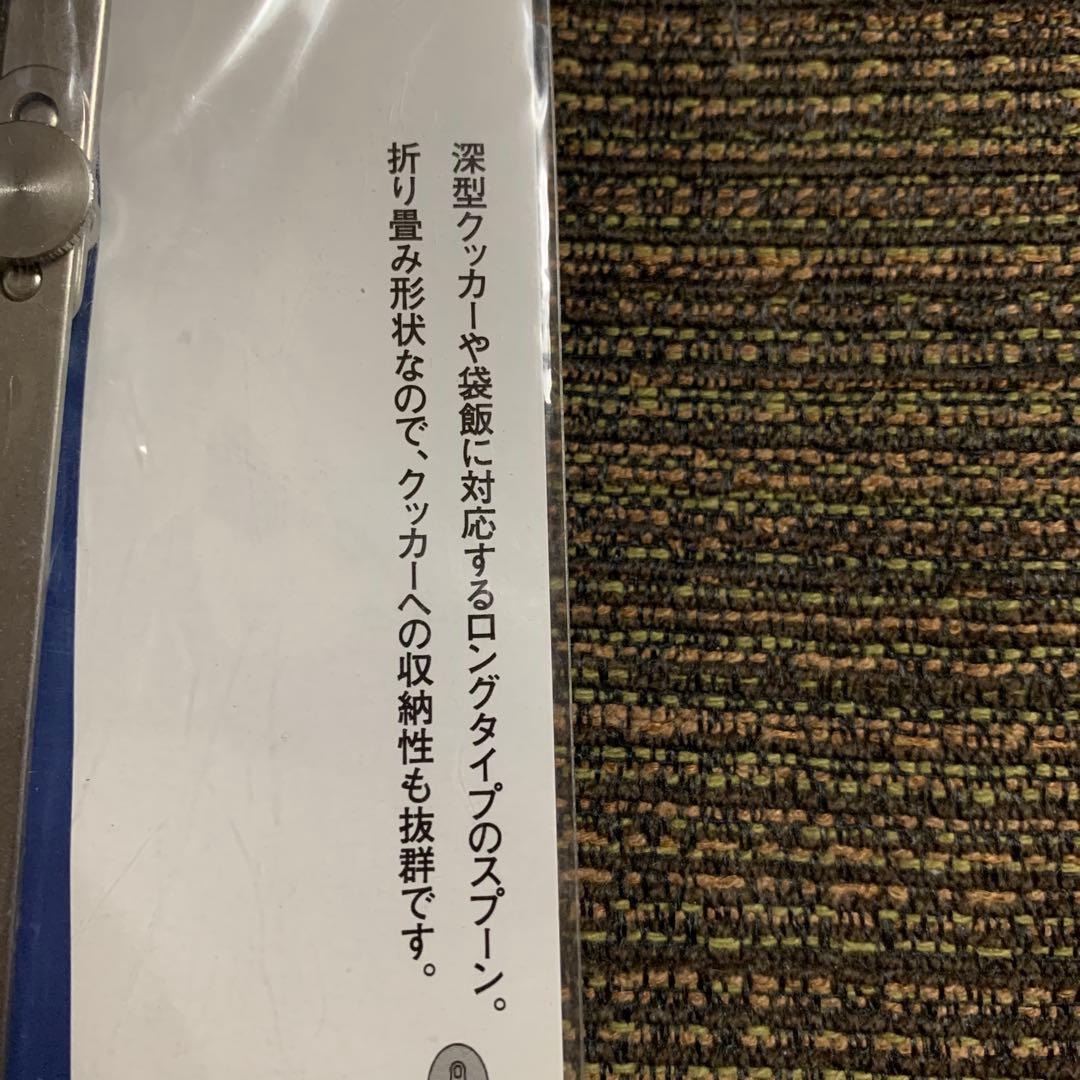 深型クッカーや袋飯に対応するロングタイプのスプーン。
折り畳み形状なので、クッカーへの収納性も抜群です。